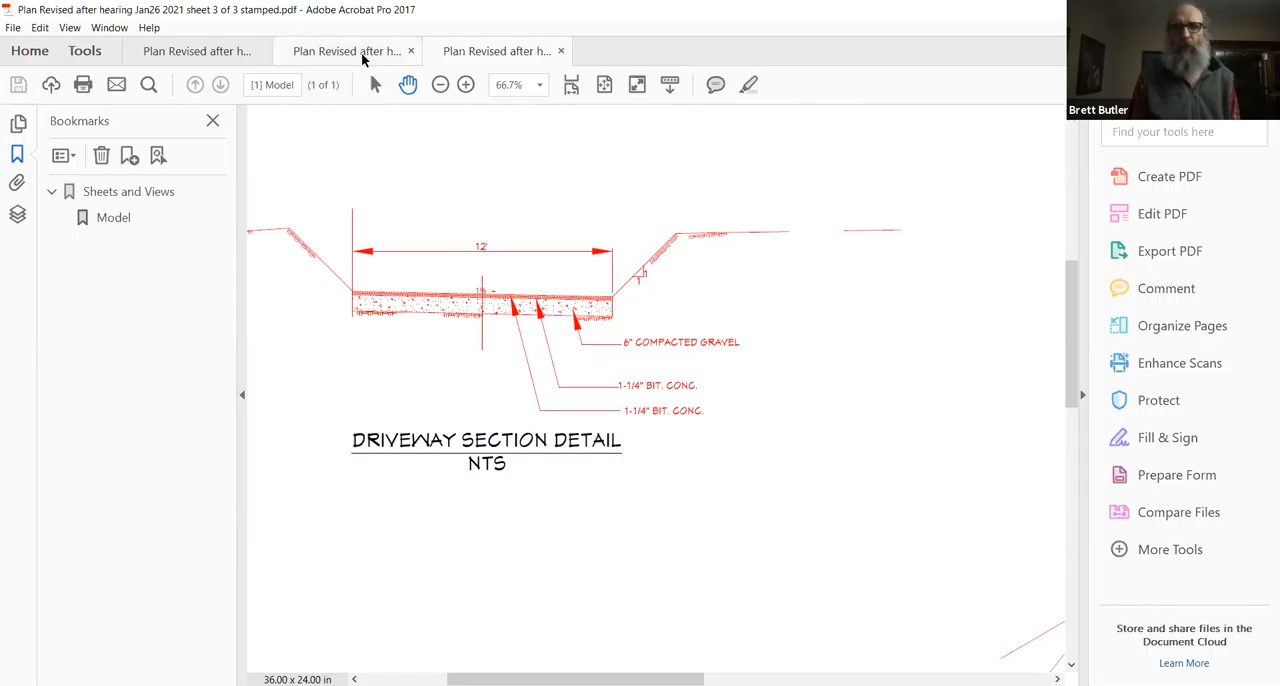 Plan Revised after hearing Jan26 2021 sheet 3 of 3 stamped.pdf - Adobe Acrobat Pro 2017
File Edit View Window Help
Home Tools Plan Revised after h... Plan Revised after h... × Plan Revised after h... ×
[1] Model (1 of 1) 66.7%
Brett Butler
Bookmarks
Sheets and Views
Model
12'
1
1
6" COMPACTED GRAVEL
1-1/4" BIT. CONC.
1-1/4" BIT. CONC.
DRIVEWAY SECTION DETAIL
NTS
36.00 x 24.00 in
Find your tools here
Create PDF
Edit PDF
Export PDF
Comment
Organize Pages
Enhance Scans
Protect
Fill & Sign
Prepare Form
Compare Files
More Tools
Store and share files in the
Document Cloud
Learn More